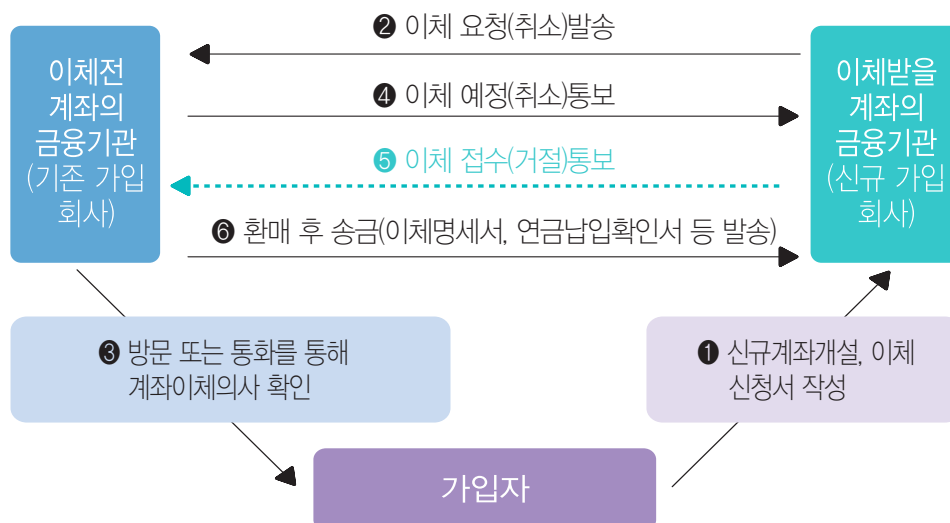 ❷ 이체 요청(취소)발송
이체전
계좌의
금융기관
(기존 가입
회사)
❹ 이체 예정(취소)통보
❺ 이체 접수(거절)통보
❻ 환매 후 송금(이체명세서, 연금납입확인서 등 발송)
이체받을
계좌의
금융기관
(신규 가입
회사)
❸ 방문 또는 통화를 통해
계좌이체의사 확인
❶ 신규계좌개설, 이체
신청서 작성
가입자